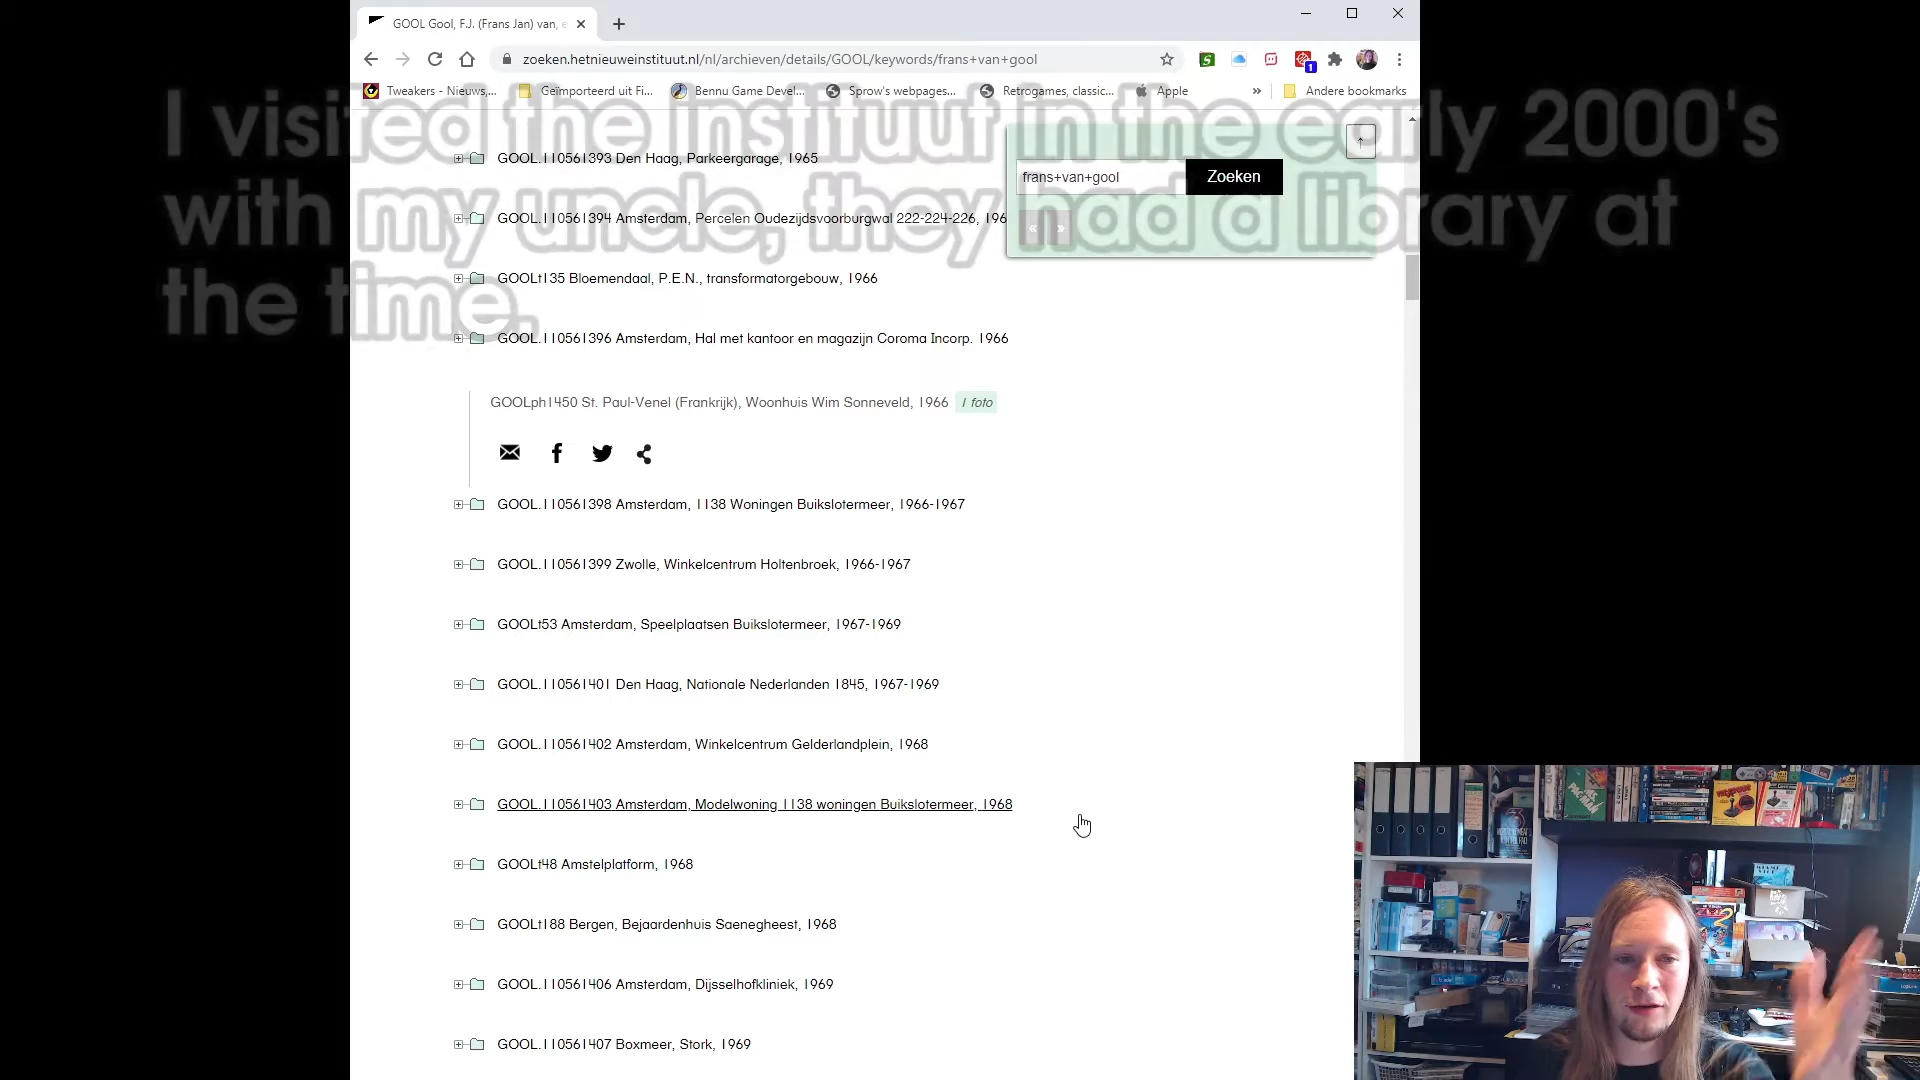 GOOL Gool, F.J. (Frans Jan) van, e
zoeken.hetnieuweinstituut.nl/nl/archieven/details/GOOL/keywords/frans+van+gool
1
Tweakers - Nieuws,... Geïmporteerd uit Fi... Bennu Game Devel... Sprow's webpages... Retrogames, classic... Apple » Andere bookmarks
I visited the instituut in the early 2000's
with my uncle, they had a library at
the time.
GOOL.110561393 Den Haag, Parkeergarage, 1965
frans+van+gool Zoeken
GOOL.110561394 Amsterdam, Percelen Oudezijdsvoorburgwal 222-224-226, 196
« »
GOOLt135 Bloemendaal, P.E.N., transformatorgebouw, 1966
GOOL.110561396 Amsterdam, Hal met kantoor en magazijn Coroma Incorp. 1966
GOOLph1450 St. Paul-Venel (Frankrijk), Woonhuis Wim Sonneveld, 1966 1 foto
GOOL.110561398 Amsterdam, 1138 Woningen Buikslotermeer, 1966-1967
GOOL.110561399 Zwolle, Winkelcentrum Holtenbroek, 1966-1967
GOOLt53 Amsterdam, Speelplaatsen Buikslotermeer, 1967-1969
GOOL.110561401 Den Haag, Nationale Nederlanden 1845, 1967-1969
GOOL.110561402 Amsterdam, Winkelcentrum Gelderlandplein, 1968
GOOL.110561403 Amsterdam, Modelwoning 1138 woningen Buikslotermeer, 1968
GOOLt48 Amstelplatform, 1968
GOOLt188 Bergen, Bejaardenhuis Saenegheest, 1968
GOOL.110561406 Amsterdam, Dijsselhofkliniek, 1969
GOOL.110561407 Boxmeer, Stork, 1969